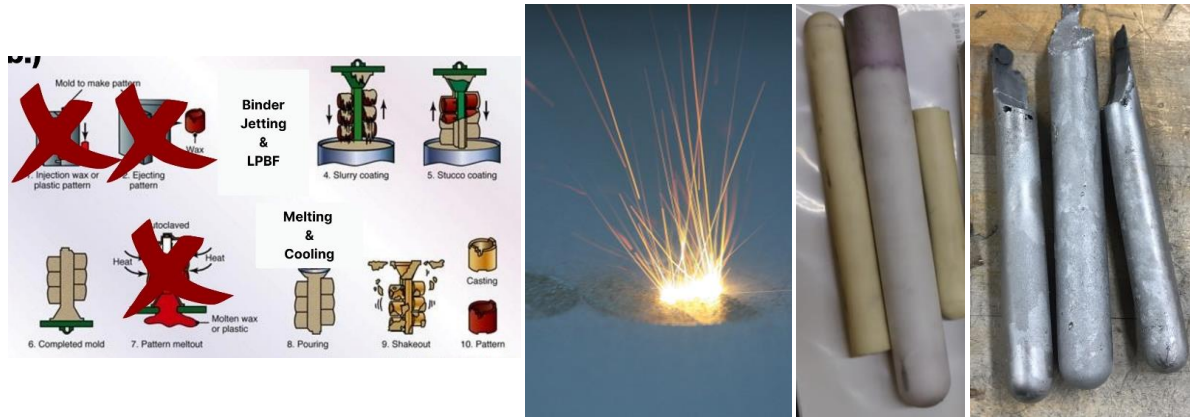 b.)
Mold to make pattern
Wax
1. Injection wax or
plastic pattern
2. Ejecting
pattern
Binder
Jetting
&
LPBF
4. Slurry coating
5. Stucco coating
Autoclaved
Heat
Heat
Molten wax
or plastic
6. Completed mold
7. Pattern meltout
Melting
&
Cooling
8. Pouring
9. Shakeout
Casting
10. Pattern